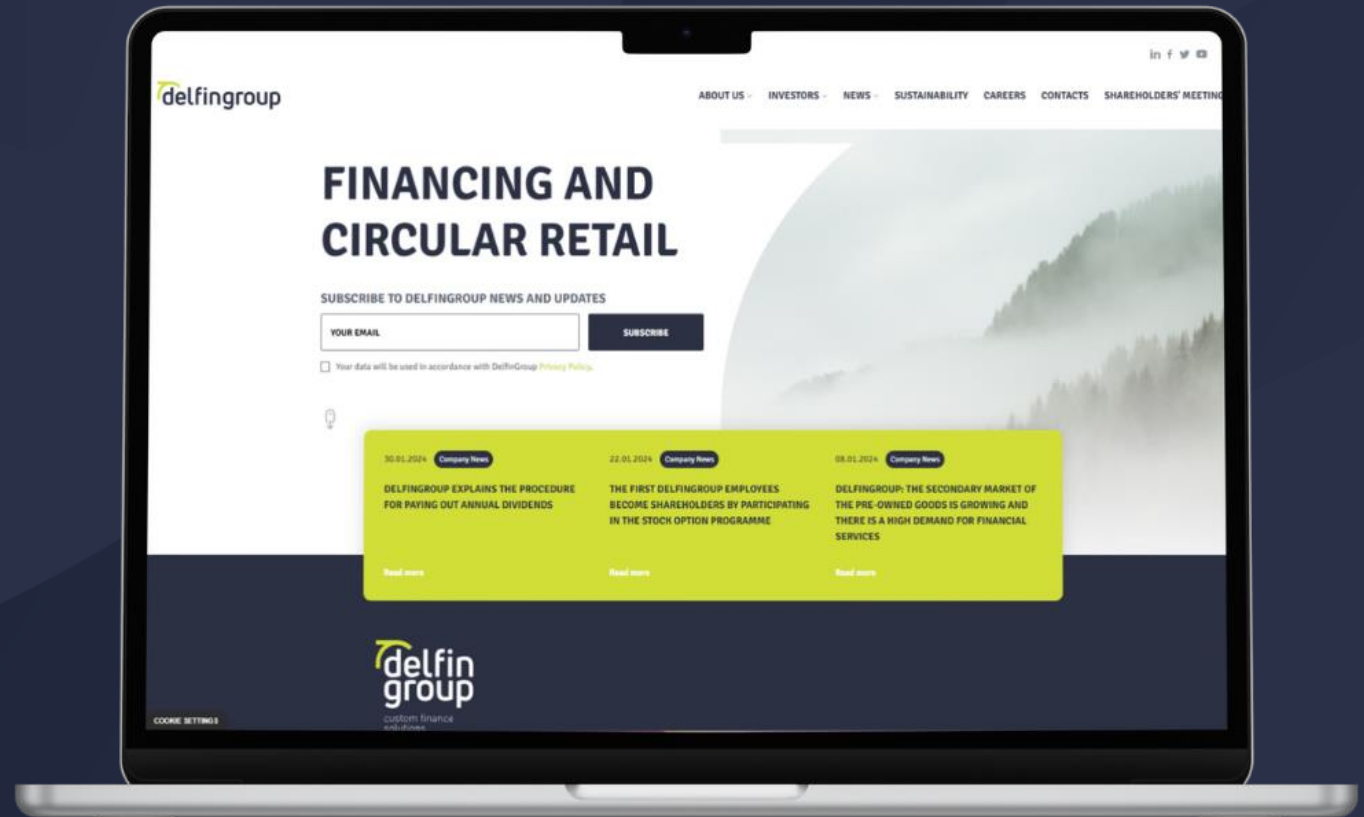 in f
delfingroup
ABOUT US INVESTORS NEWS SUSTAINABILITY CAREERS CONTACTS SHAREHOLDERS' MEETING
FINANCING AND
CIRCULAR RETAIL
SUBSCRIBE TO DELFINGROUP NEWS AND UPDATES
YOUR EMAIL
SUBSCRIBE
Your data will be used in accordance with DelfinGroup Privacy Policy.
30.01.2024 Company News
DELFINGROUP EXPLAINS THE PROCEDURE
FOR PAYING OUT ANNUAL DIVIDENDS
Read more
22.01.2024 Company News
THE FIRST DELFINGROUP EMPLOYEES
BECOME SHAREHOLDERS BY PARTICIPATING
IN THE STOCK OPTION PROGRAMME
Read more
08.01.2024 Company News
DELFINGROUP: THE SECONDARY MARKET OF
THE PRE-OWNED GOODS IS GROWING AND
THERE IS A HIGH DEMAND FOR FINANCIAL
SERVICES
Read more
delfin
group
custom finance
solutions
COOKIE SETTINGS